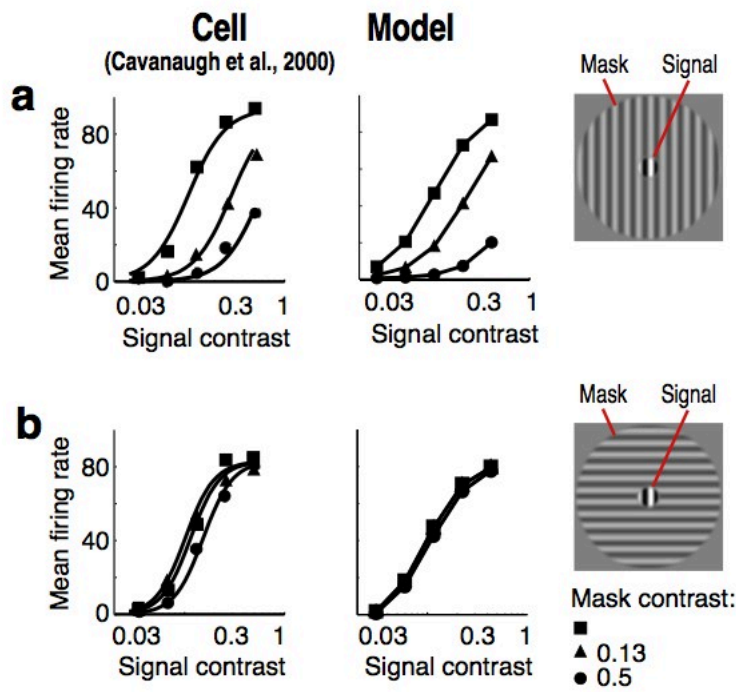 Cell Model
(Cavanaugh et al., 2000)
a
Mask Signal
Mean firing rate
80
40
0
0.03 0.3 1
Signal contrast
0.03 0.3 1
Signal contrast
b
Mask Signal
Mean firing rate
80
40
0
0.03 0.3 1
Signal contrast
0.03 0.3 1
Signal contrast
Mask contrast:
0.13
0.5